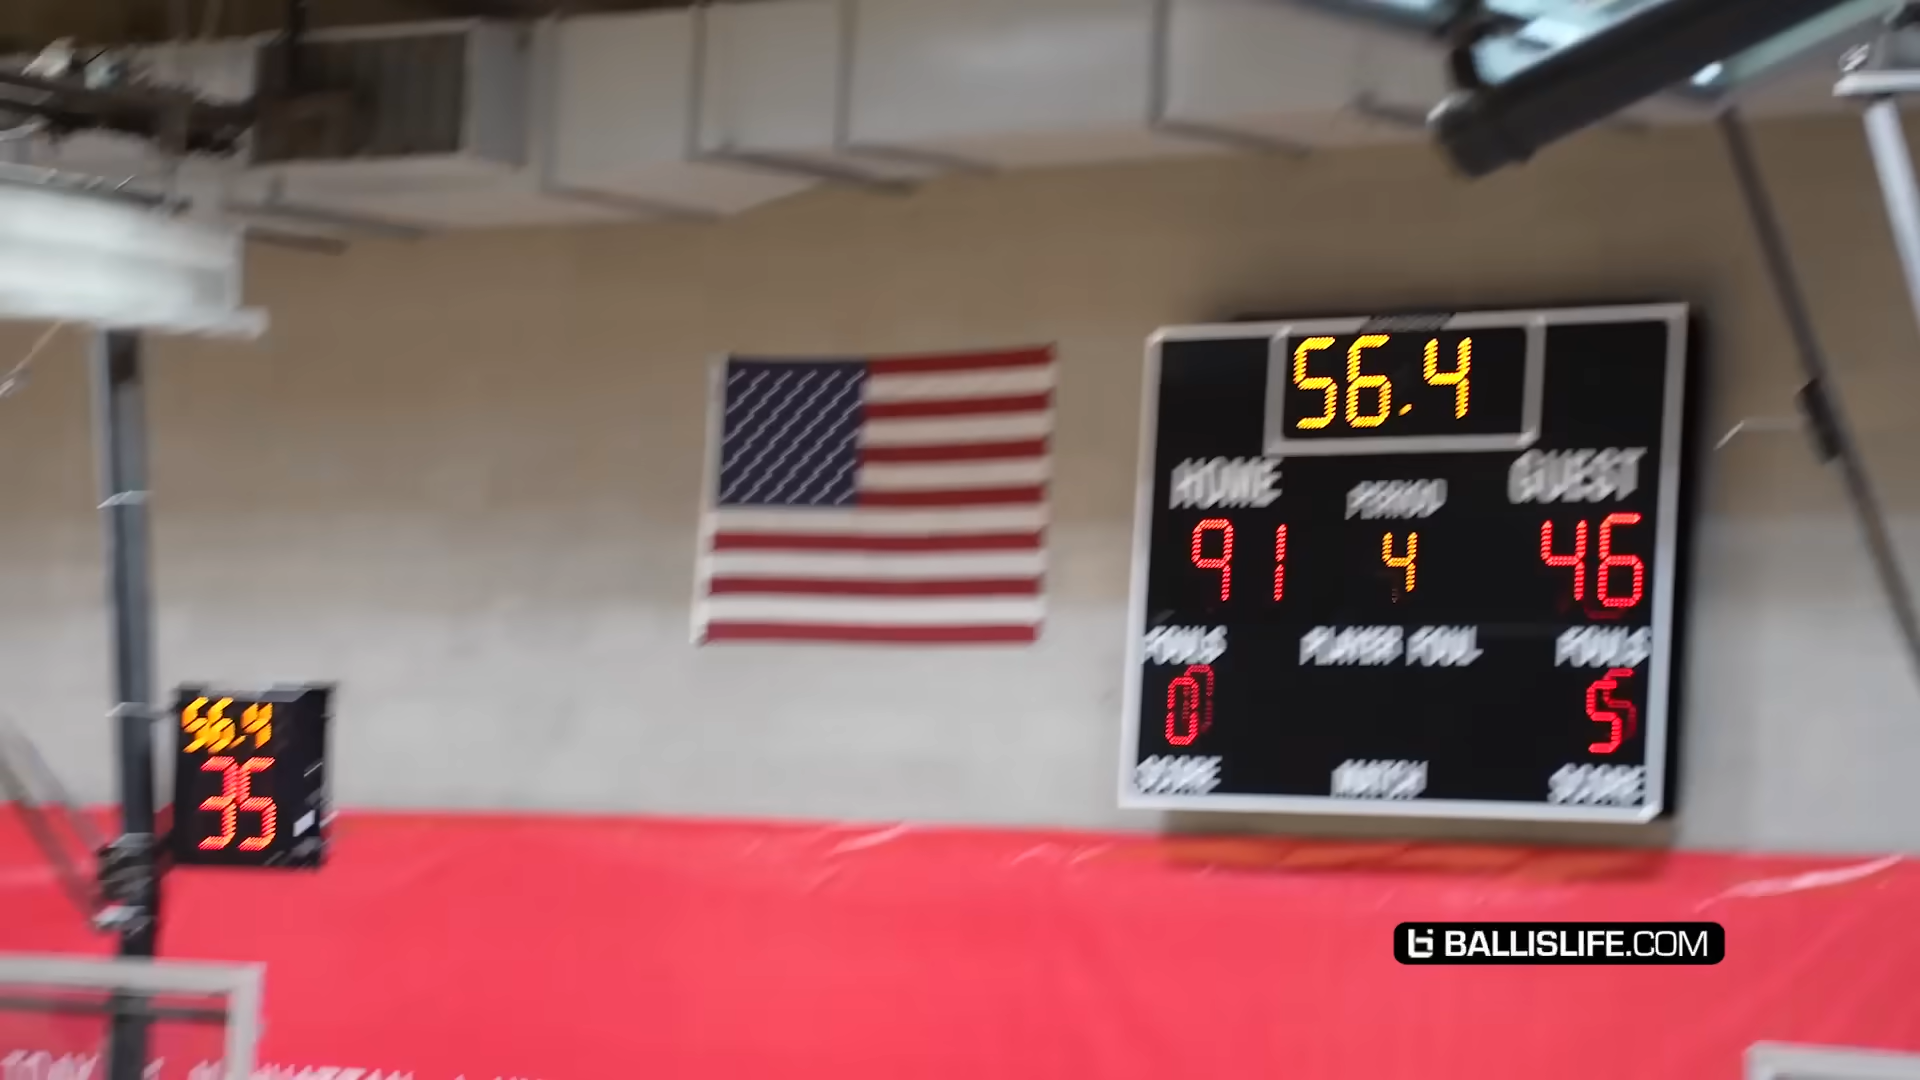 56.4
HOME PERIOD GUEST
91 4 46
FOULS PLAYER FOUL FOULS
0 5
SCORE MATCH SCORE
56.4
35
BALLISLIFE.COM